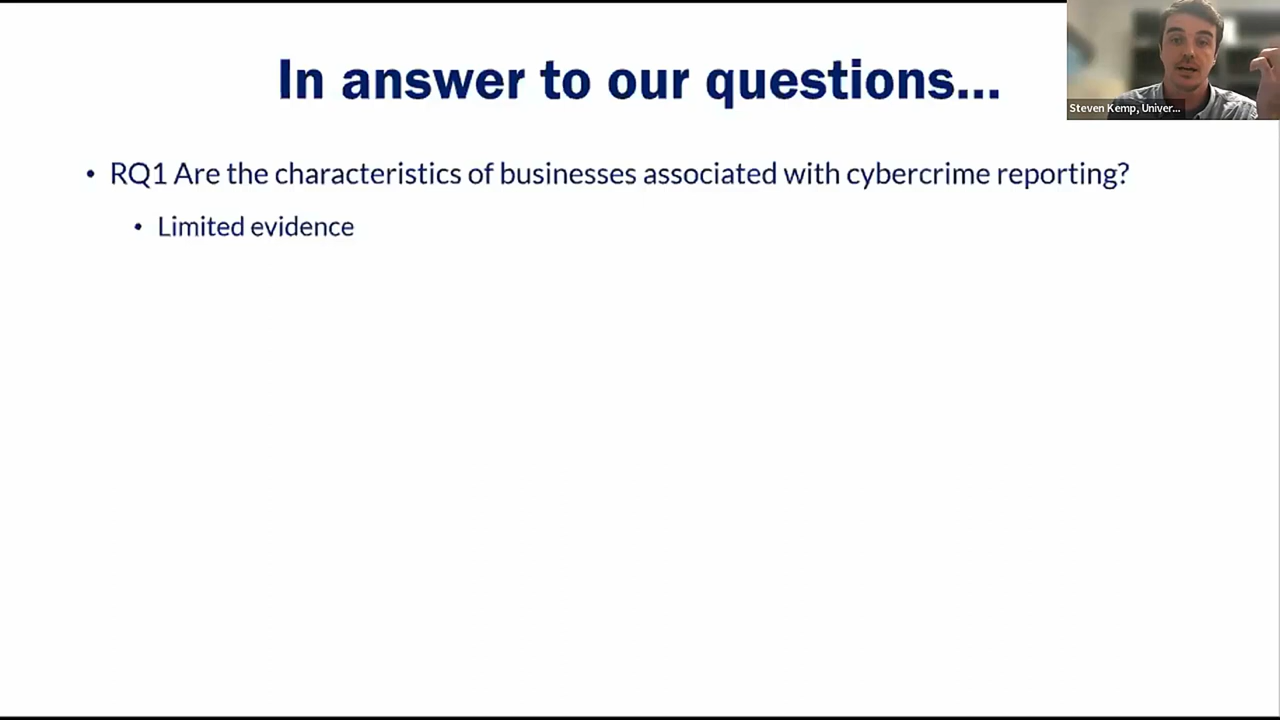 In answer to our questions...
Steven Kemp, Univer...
• RQ1 Are the characteristics of businesses associated with cybercrime reporting?
• Limited evidence